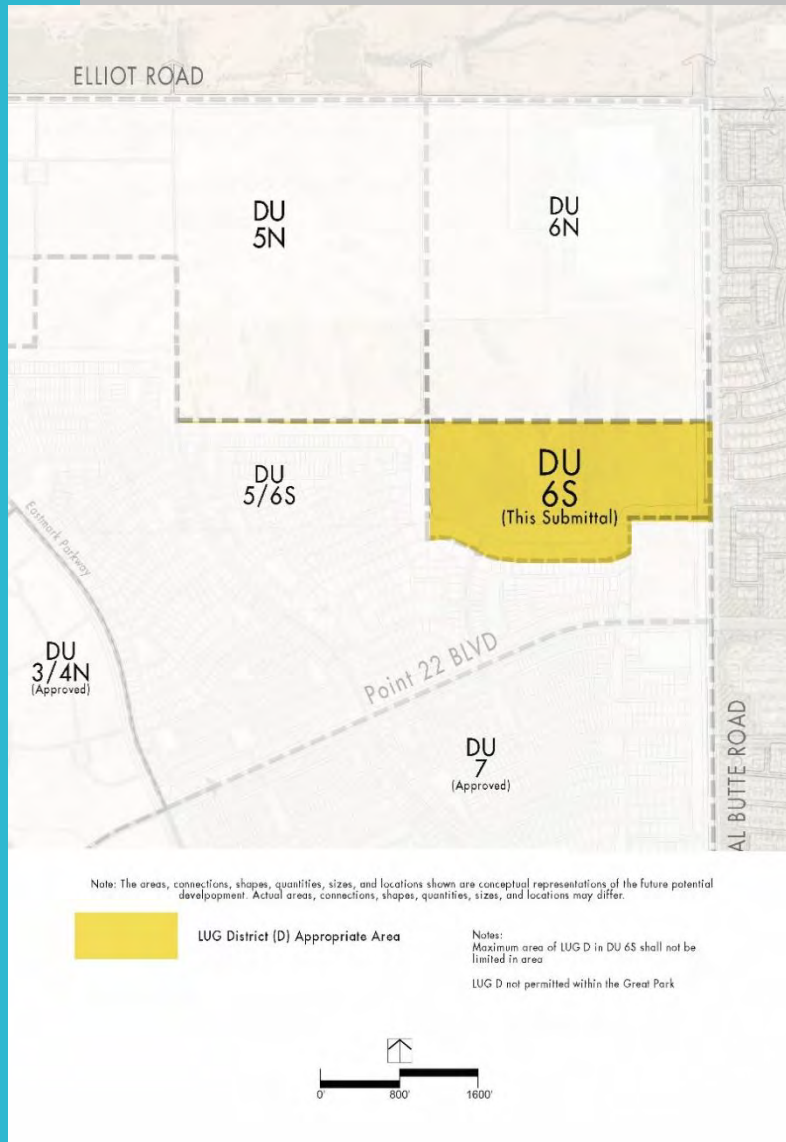 ELLIOT ROAD
DU
5N
DU
6N
DU
5/6S
DU
6S
(This Submittal)
Eastmark Parkway
DU
3/4N
(Approved)
Point 22 BLVD
DU
7
(Approved)
AL BUTTE ROAD
Note: The areas, connections, shapes, quantities, sizes, and locations shown are conceptual representations of the future potential
develpopment. Actual areas, connections, shapes, quantities, sizes, and locations may differ.
LUG District (D) Appropriate Area
Notes:
Maximum area of LUG D in DU 6S shall not be
limited in area
LUG D not permitted within the Great Park
0'
800'
1600'